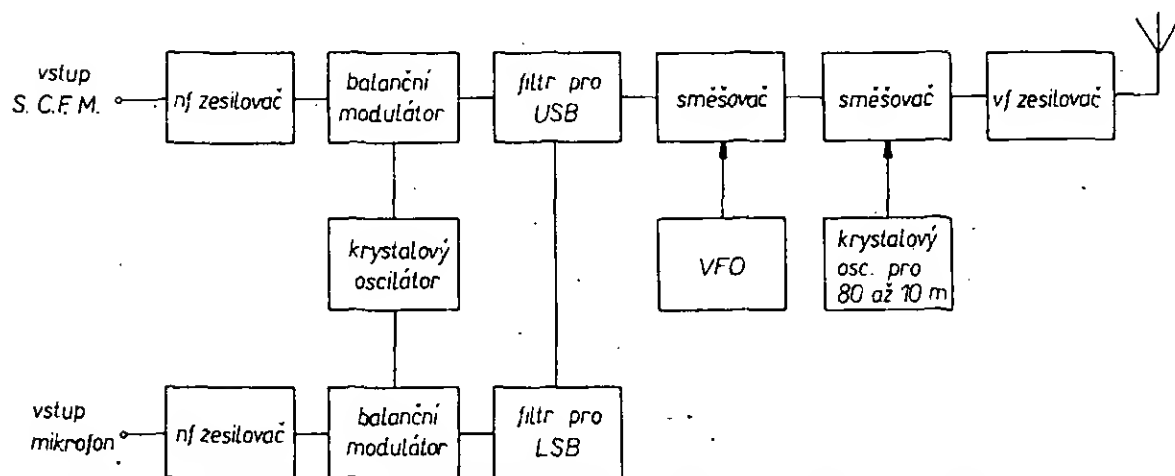 vstup
S. C. F. M.
nf zesilovač
balanční
modulátor
filtr pro
USB
směšovač
směšovač
vf zesilovač
krystalový
oscilátor
VFO
krystalový
osc. pro
80 až 10 m
vstup
mikrofon
nf zesilovač
balanční
modulátor
filtr pro
LSB